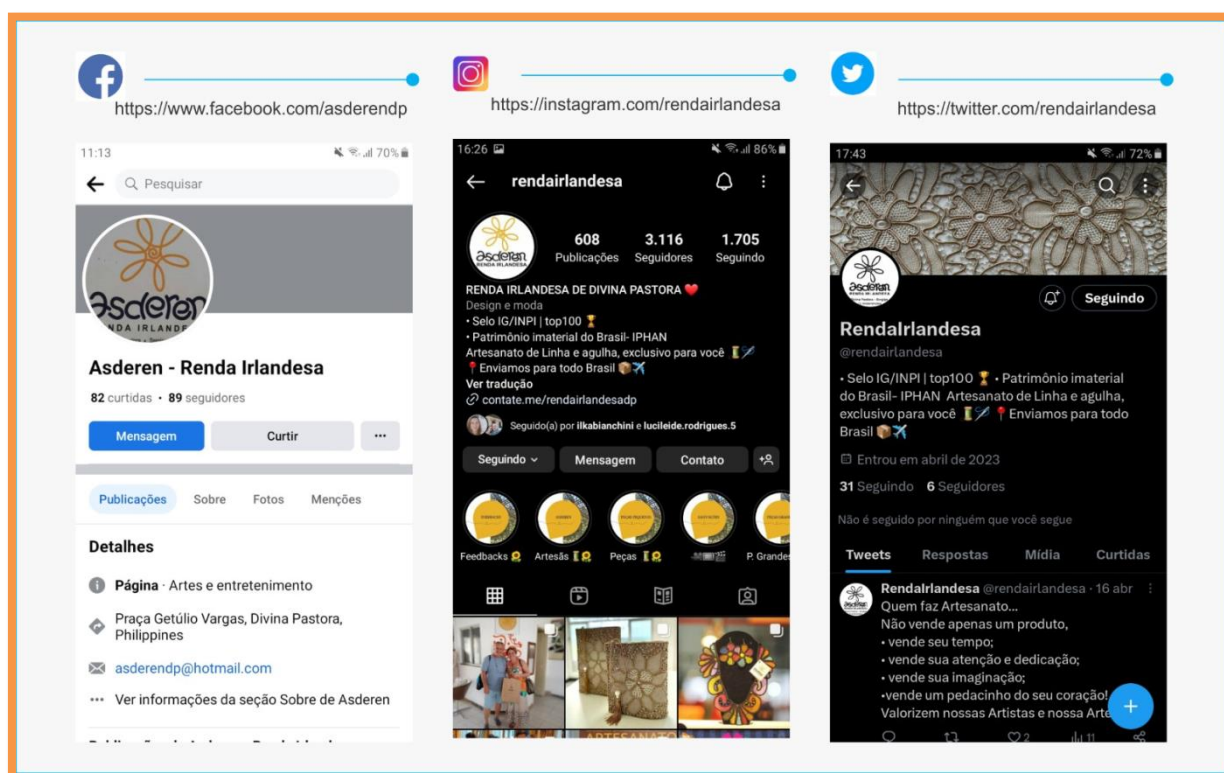 https://www.facebook.com/asderendp
11:13
70%
Pesquisar
asderen
NDA IRLANDE
Asderen - Renda Irlandesa
82 curtidas • 89 seguidores
Mensagem
Curtir
Publicações
Sobre
Fotos
Menções
Detalhes
Página · Artes e entretenimento
Praça Getúlio Vargas, Divina Pastora,
Philippines
asderendp@hotmail.com
Ver informações da seção Sobre de Asderen
https://instagram.com/rendairlandesa
16:26
86%
rendairlandesa
asderen
RENDA IRLANDESA
608
3.116
1.705
Publicações
Seguidores
Seguindo
RENDA IRLANDESA DE DIVINA PASTORA ❤️
Design e moda
• Selo IG/INPI | top100 🏆
• Patrimônio imaterial do Brasil- IPHAN
Artesanato de Linha e agulha, exclusivo para você 🧵🪡
📍Enviamos para todo Brasil 📦✈️
Ver tradução
contate.me/rendairlandesadp
Seguido(a) por ilkabianchini e lucileide.rodrigues.5
Seguindo
Mensagem
Contato
Feedbacks
Artesãs
Peças
P. Grandes
ARTESANATO
https://twitter.com/rendairlandesa
17:43
72%
asderen
Seguindo
RendaIrlandesa
@rendairlandesa
• Selo IG/INPI | top100 🏆 • Patrimônio imaterial
do Brasil- IPHAN Artesanato de Linha e agulha,
exclusivo para você 🧵🪡 📍Enviamos para todo
Brasil 📦✈️
Entrou em abril de 2023
31 Seguindo 6 Seguidores
Não é seguido por ninguém que você segue
Tweets
Respostas
Mídia
Curtidas
RendaIrlandesa @rendairlandesa · 16 abr
Quem faz Artesanato...
Não vende apenas um produto,
• vende seu tempo;
• vende sua atenção e dedicação;
• vende sua imaginação;
•vende um pedacinho do seu coração!
Valorizem nossas Artistas e nossa Arte
2
11